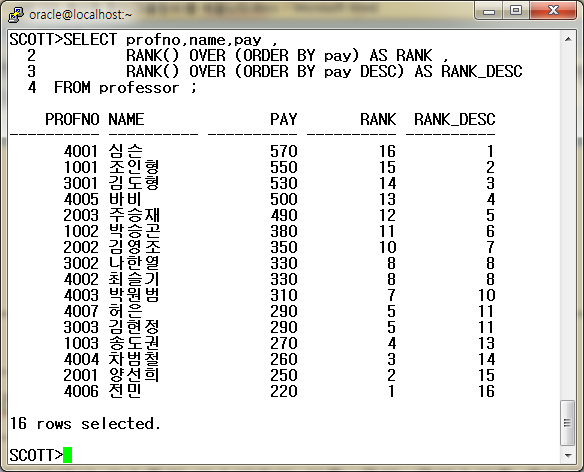 oracle@localhost:~
SCOTT>SELECT profno,name,pay ,
2 RANK() OVER (ORDER BY pay) AS RANK ,
3 RANK() OVER (ORDER BY pay DESC) AS RANK_DESC
4 FROM professor ;
PROFNO NAME PAY RANK RANK_DESC
---------- ---------- ---------- ---------- ----------
4001 심슨 570 16 1
1001 조인형 550 15 2
3001 김도형 530 14 3
4005 바비 500 13 4
2003 주승재 490 12 5
1002 박승곤 380 11 6
2002 김영조 350 10 7
3002 나한열 330 8 8
4002 최슬기 330 8 8
4003 박원범 310 7 10
4007 허은 290 5 11
3003 김현정 290 5 11
1003 송도권 270 4 13
4004 차범철 260 3 14
2001 양선희 250 2 15
4006 전민 220 1 16
16 rows selected.
SCOTT>